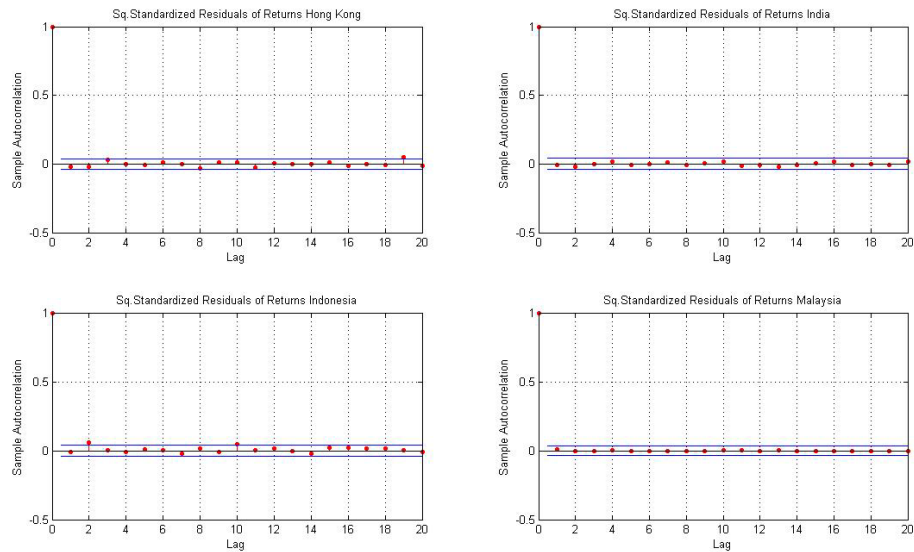 Sq.Standardized Residuals of Returns Hong Kong
1
0.5
0
-0.5
Sample Autocorrelation
0 2 4 6 8 10 12 14 16 18 20
Lag
Sq.Standardized Residuals of Returns India
1
0.5
0
-0.5
Sample Autocorrelation
0 2 4 6 8 10 12 14 16 18 20
Lag
Sq.Standardized Residuals of Returns Indonesia
1
0.5
0
-0.5
Sample Autocorrelation
0 2 4 6 8 10 12 14 16 18 20
Lag
Sq.Standardized Residuals of Returns Malaysia
1
0.5
0
-0.5
Sample Autocorrelation
0 2 4 6 8 10 12 14 16 18 20
Lag